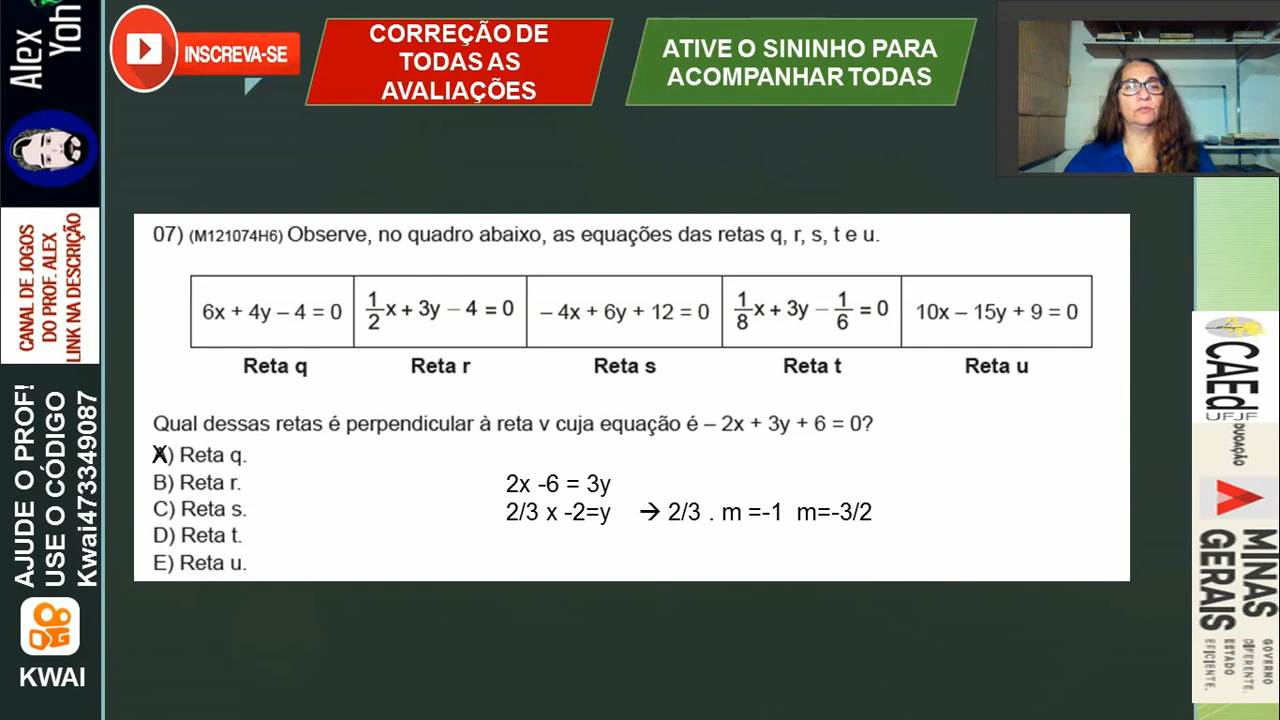 Alex
Yoh
INSCREVA-SE
CORREÇÃO DE
TODAS AS
AVALIAÇÕES
ATIVE O SININHO PARA
ACOMPANHAR TODAS
CANAL DE JOGOS
DO PROF. ALEX
LINK NA DESCRIÇÃO
AJUDE O PROF!
USE O CÓDIGO
Kwai473349087
KWAI
07) (M121074H6) Observe, no quadro abaixo, as equações das retas q, r, s, t e u.
6x + 4y – 4 = 0 | 1/2x + 3y – 4 = 0 | – 4x + 6y + 12 = 0 | 1/8x + 3y – 1/6 = 0 | 10x – 15y + 9 = 0
Reta q Reta r Reta s Reta t Reta u
Qual dessas retas é perpendicular à reta v cuja equação é – 2x + 3y + 6 = 0?
X) Reta q.
B) Reta r.
C) Reta s.
D) Reta t.
E) Reta u.
2x -6 = 3y
2/3 x -2=y → 2/3 . m =-1 m=-3/2
CAEd
UFJF
MINAS
GERAIS
GOVERNO
DIFERENTE.
ESTADO
EFICIENTE.